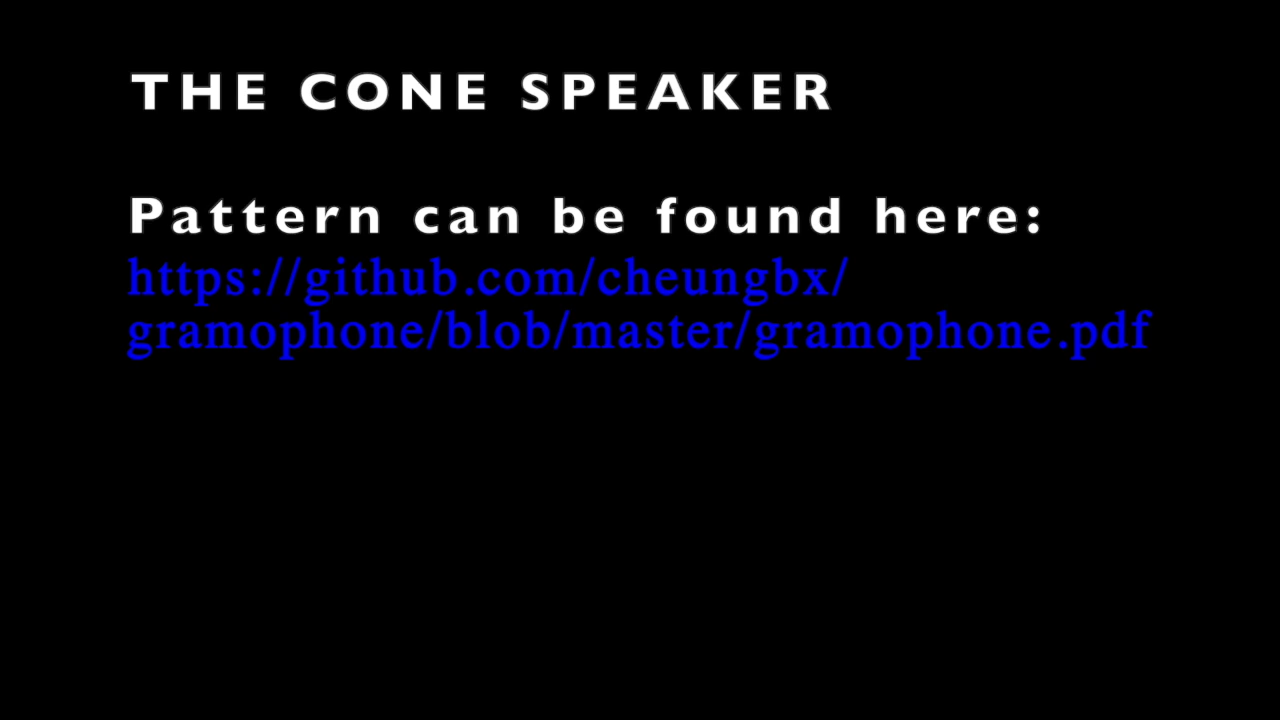 THE CONE SPEAKER
Pattern can be found here:
https://github.com/cheungbx/
gramophone/blob/master/gramophone.pdf